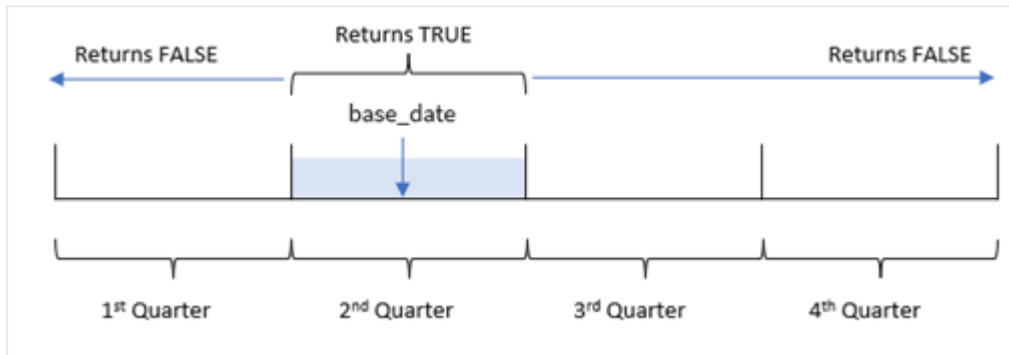 Returns TRUE
Returns FALSE
Returns FALSE
base_date
1st Quarter
2nd Quarter
3rd Quarter
4th Quarter